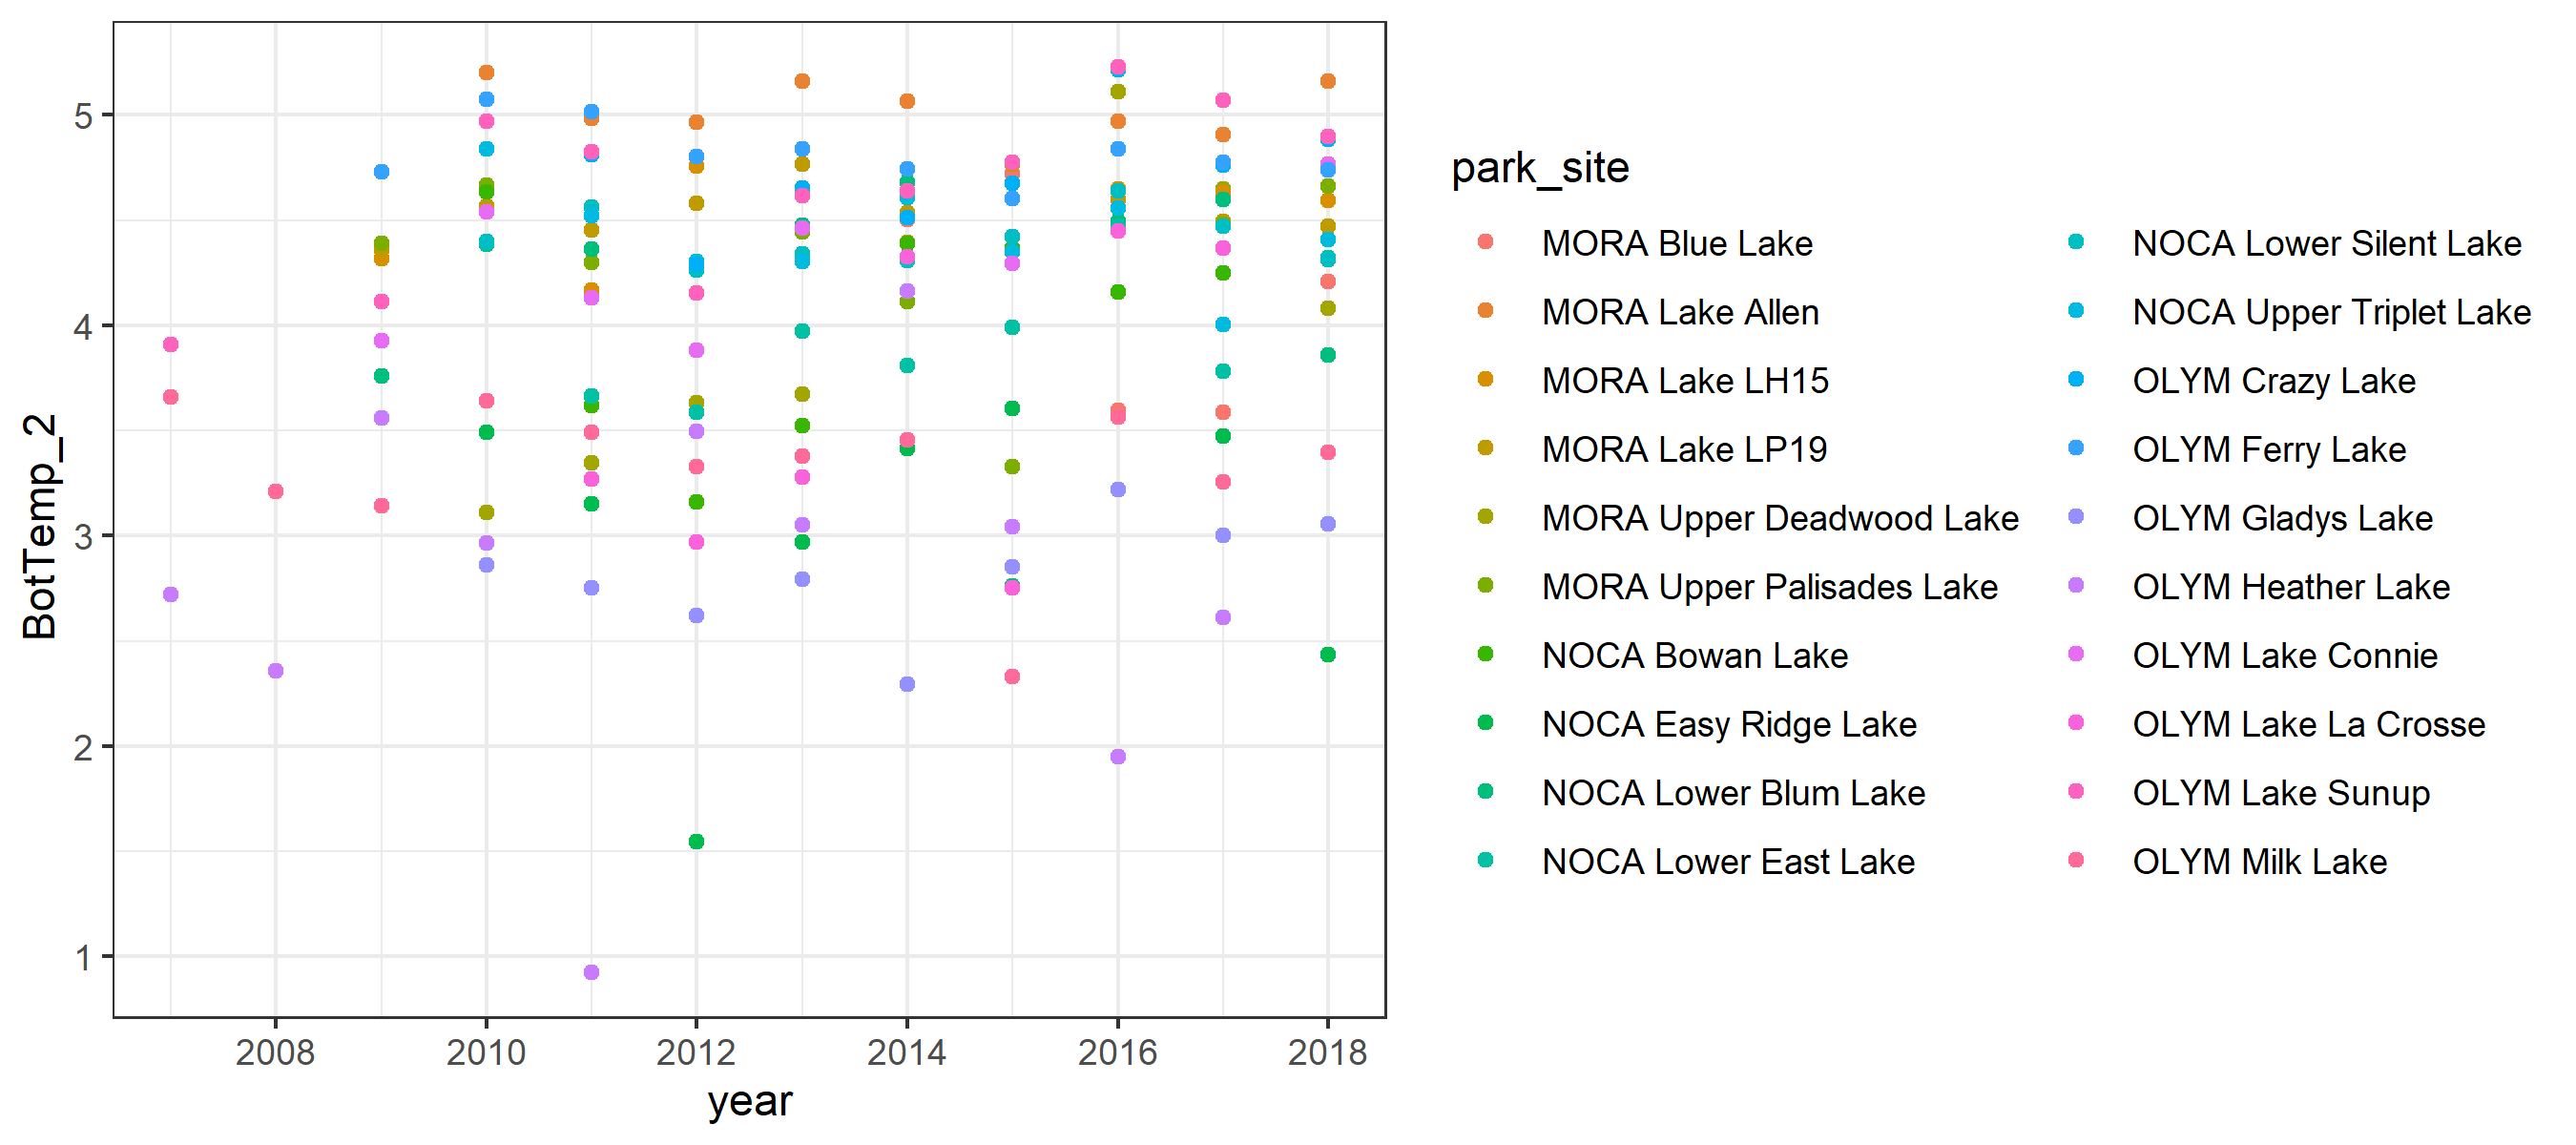 5
4
3
2
1
BotTemp_2
2008 2010 2012 2014 2016 2018
year
park_site
MORA Blue Lake
MORA Lake Allen
MORA Lake LH15
MORA Lake LP19
MORA Upper Deadwood Lake
MORA Upper Palisades Lake
NOCA Bowan Lake
NOCA Easy Ridge Lake
NOCA Lower Blum Lake
NOCA Lower East Lake
NOCA Lower Silent Lake
NOCA Upper Triplet Lake
OLYM Crazy Lake
OLYM Ferry Lake
OLYM Gladys Lake
OLYM Heather Lake
OLYM Lake Connie
OLYM Lake La Crosse
OLYM Lake Sunup
OLYM Milk Lake